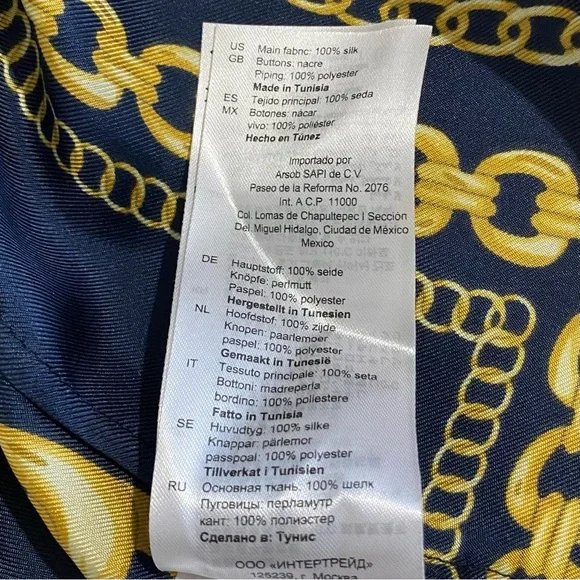 US Main fabric: 100% silk
GB Buttons: nacre
Piping: 100% polyester
Made in Tunisia
ES Tejido principal: 100% seda
MX Botones: nácar
vivo: 100% poliéster
Hecho en Túnez
Importado por
Arsob SAPI de C.V.
Paseo de la Reforma No. 2076
Int. A C.P. 11000
Col. Lomas de Chapultepec I Sección
Del. Miguel Hidalgo, Ciudad de México
Mexico
DE Hauptstoff: 100% seide
Knöpfe: perlmutt
Paspel: 100% polyester
Hergestellt in Tunesien
NL Hoofdstof: 100% zijde
Knopen: paarlemoer
paspel: 100% polyester
Gemaakt in Tunesië
IT Tessuto principale: 100% seta
Bottoni: madreperla
bordino: 100% poliestere
Fatto in Tunisia
SE Huvudtyg: 100% silke
Knappar: pärlemor
passpoal: 100% polyester
Tillverkat i Tunisien
RU Основная ткань: 100% шелк
Пуговицы: перламутр
кант: 100% полиэстер
Сделано в: Тунис
ООО «ИНТЕРТРЕЙД»
125239, г. Москва